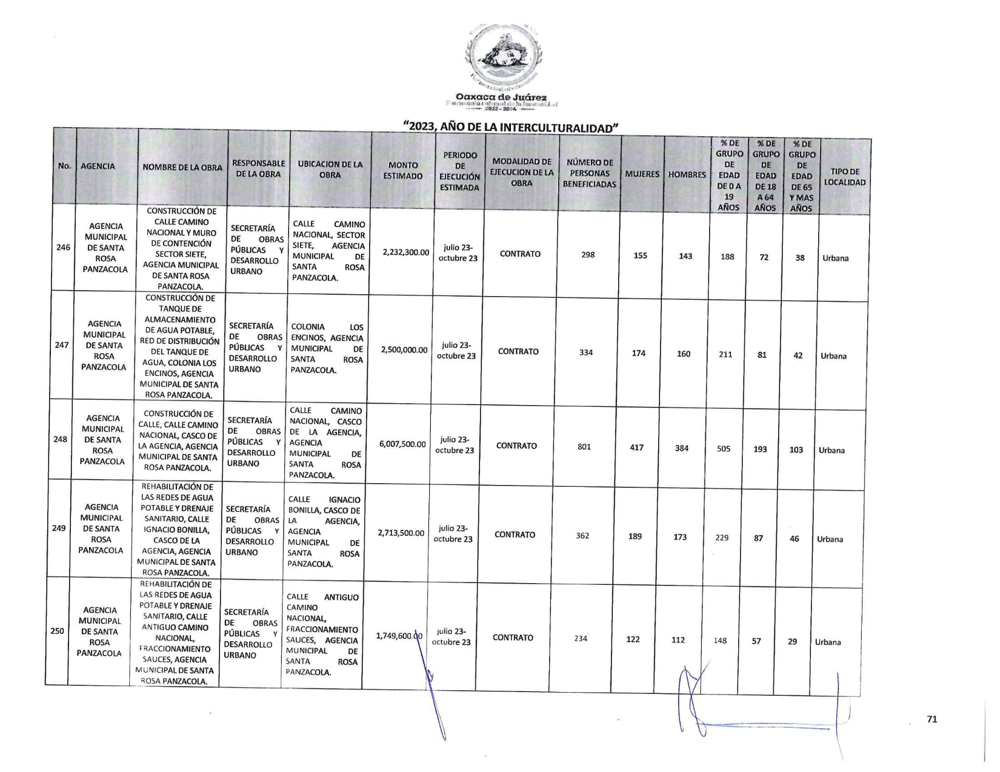 Oaxaca de Juárez
2022 - 2024
"2023, AÑO DE LA INTERCULTURALIDAD"
No.
AGENCIA
NOMBRE DE LA OBRA
RESPONSABLE
DE LA OBRA
UBICACION DE LA
OBRA
MONTO
ESTIMADO
PERIODO
DE
EJECUCIÓN
ESTIMADA
MODALIDAD DE
EJECUCION DE LA
OBRA
NÚMERO DE
PERSONAS
BENEFICIADAS
MUJERES
HOMBRES
% DE
GRUPO
DE
EDAD
DE 0 A
19
AÑOS
% DE
GRUPO
DE
EDAD
DE 18
A 64
AÑOS
% DE
GRUPO
DE
EDAD
DE 65
Y MAS
AÑOS
TIPO DE
LOCALIDAD
246
AGENCIA
MUNICIPAL
DE SANTA
ROSA
PANZACOLA
CONSTRUCCIÓN DE
CALLE CAMINO
NACIONAL Y MURO
DE CONTENCIÓN
SECTOR SIETE,
AGENCIA MUNICIPAL
DE SANTA ROSA
PANZACOLA.
SECRETARÍA
DE OBRAS
PÚBLICAS Y
DESARROLLO
URBANO
CALLE CAMINO
NACIONAL, SECTOR
SIETE, AGENCIA
MUNICIPAL DE
SANTA ROSA
PANZACOLA.
2,232,300.00
julio 23-
octubre 23
CONTRATO
298
155
143
188
72
38
Urbana
247
AGENCIA
MUNICIPAL
DE SANTA
ROSA
PANZACOLA
CONSTRUCCIÓN DE
TANQUE DE
ALMACENAMIENTO
DE AGUA POTABLE,
RED DE DISTRIBUCIÓN
DEL TANQUE DE
AGUA, COLONIA LOS
ENCINOS, AGENCIA
MUNICIPAL DE SANTA
ROSA PANZACOLA.
SECRETARÍA
DE OBRAS
PÚBLICAS Y
DESARROLLO
URBANO
COLONIA LOS
ENCINOS, AGENCIA
MUNICIPAL DE
SANTA ROSA
PANZACOLA.
2,500,000.00
julio 23-
octubre 23
CONTRATO
334
174
160
211
81
42
Urbana
248
AGENCIA
MUNICIPAL
DE SANTA
ROSA
PANZACOLA
CONSTRUCCIÓN DE
CALLE, CALLE CAMINO
NACIONAL, CASCO DE
LA AGENCIA, AGENCIA
MUNICIPAL DE SANTA
ROSA PANZACOLA.
SECRETARÍA
DE OBRAS
PÚBLICAS Y
DESARROLLO
URBANO
CALLE CAMINO
NACIONAL, CASCO
DE LA AGENCIA,
AGENCIA
MUNICIPAL DE
SANTA ROSA
PANZACOLA.
6,007,500.00
julio 23-
octubre 23
CONTRATO
801
417
384
505
193
103
Urbana
249
AGENCIA
MUNICIPAL
DE SANTA
ROSA
PANZACOLA
REHABILITACIÓN DE
LAS REDES DE AGUA
POTABLE Y DRENAJE
SANITARIO, CALLE
IGNACIO BONILLA,
CASCO DE LA
AGENCIA, AGENCIA
MUNICIPAL DE SANTA
ROSA PANZACOLA.
SECRETARÍA
DE OBRAS
PÚBLICAS Y
DESARROLLO
URBANO
CALLE IGNACIO
BONILLA, CASCO DE
LA AGENCIA,
AGENCIA
MUNICIPAL DE
SANTA ROSA
PANZACOLA.
2,713,500.00
julio 23-
octubre 23
CONTRATO
362
189
173
229
87
46
Urbana
250
AGENCIA
MUNICIPAL
DE SANTA
ROSA
PANZACOLA
REHABILITACIÓN DE
LAS REDES DE AGUA
POTABLE Y DRENAJE
SANITARIO, CALLE
ANTIGUO CAMINO
NACIONAL,
FRACCIONAMIENTO
SAUCES, AGENCIA
MUNICIPAL DE SANTA
ROSA PANZACOLA.
SECRETARÍA
DE OBRAS
PÚBLICAS Y
DESARROLLO
URBANO
CALLE ANTIGUO
CAMINO
NACIONAL,
FRACCIONAMIENTO
SAUCES, AGENCIA
MUNICIPAL DE
SANTA ROSA
PANZACOLA.
1,749,600.00
julio 23-
octubre 23
CONTRATO
234
122
112
148
57
29
Urbana
71